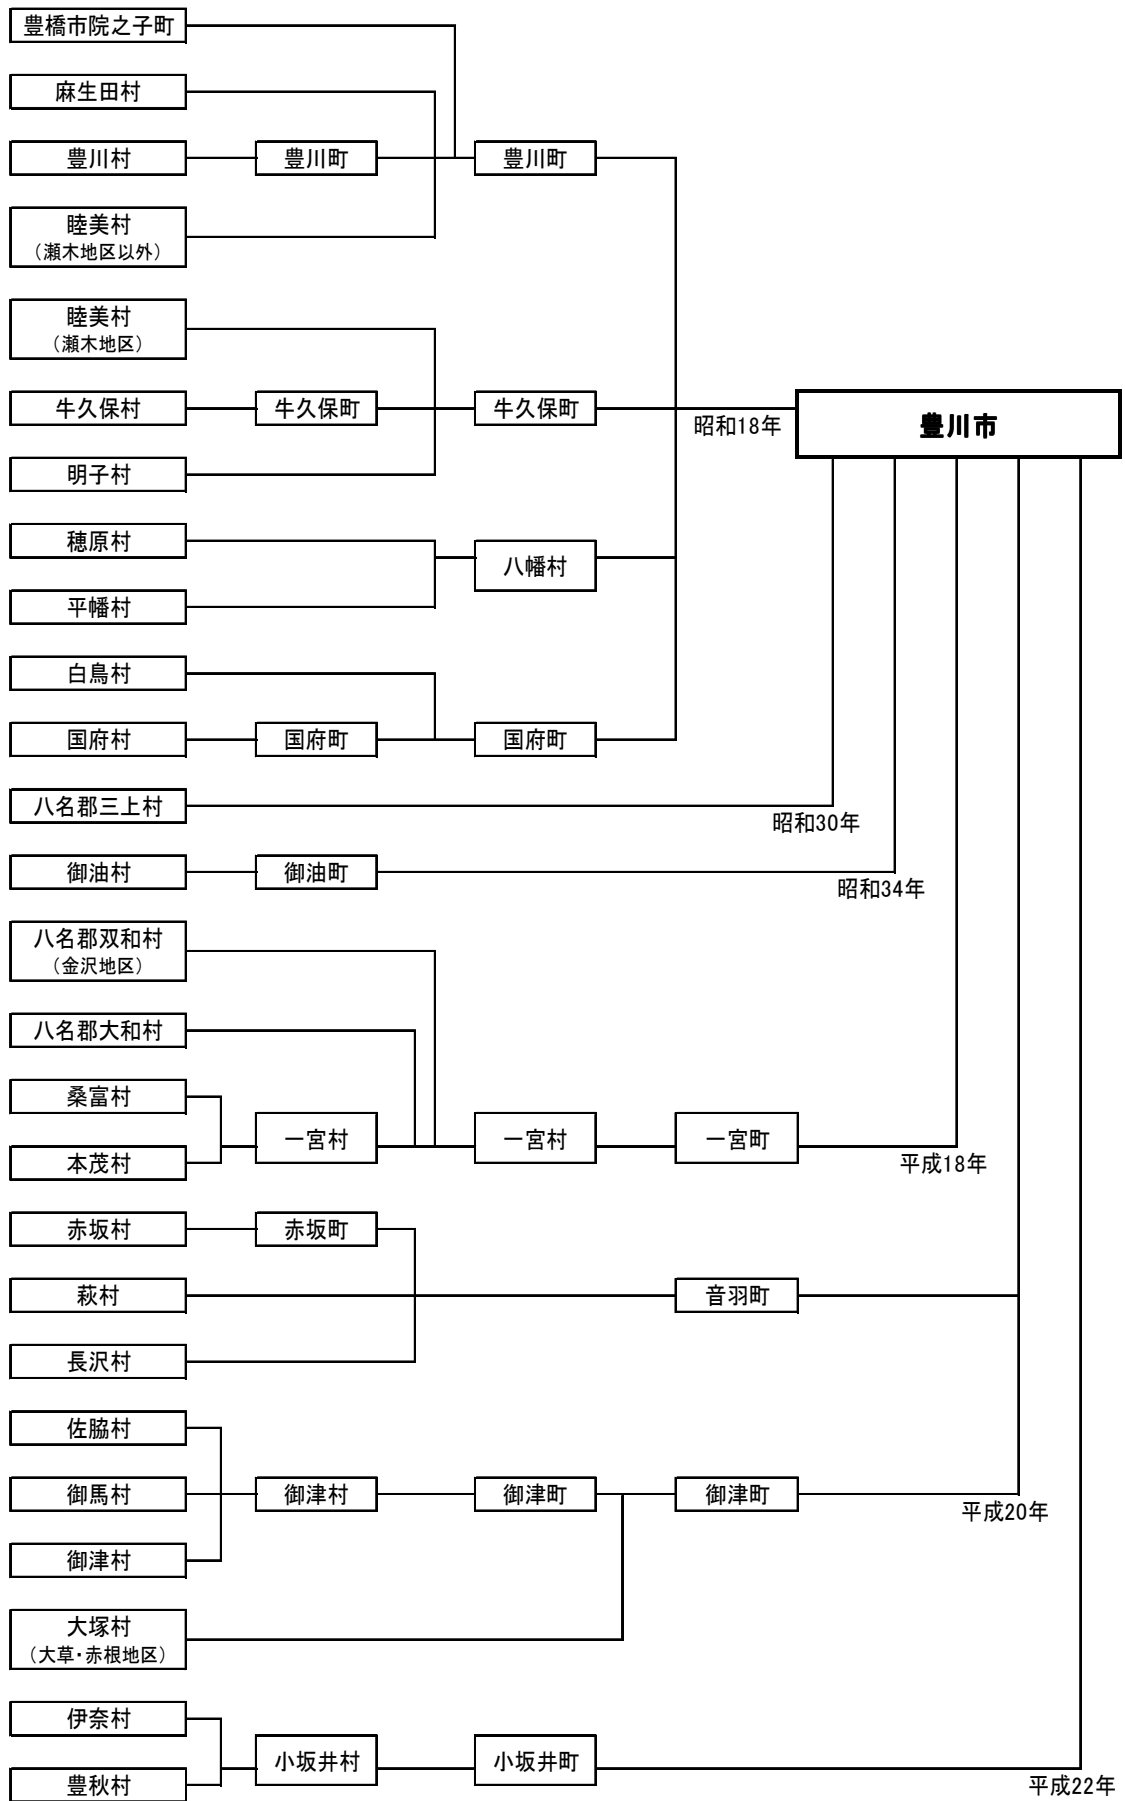 豊橋市院之子町
麻生田村
豊川村
豊川町
豊川町
睦美村
（瀬木地区以外）
睦美村
（瀬木地区）
牛久保村
牛久保町
牛久保町
昭和18年
豊川市
明子村
穂原村
八幡村
平幡村
白鳥村
国府村
国府町
国府町
八名郡三上村
昭和30年
御油村
御油町
昭和34年
八名郡双和村
（金沢地区）
八名郡大和村
桑富村
一宮村
一宮村
一宮町
本茂村
平成18年
赤坂村
赤坂町
萩村
音羽町
長沢村
佐脇村
御馬村
御津村
御津町
御津町
平成20年
御津村
大塚村
（大草・赤根地区）
伊奈村
小坂井村
小坂井町
豊秋村
平成22年